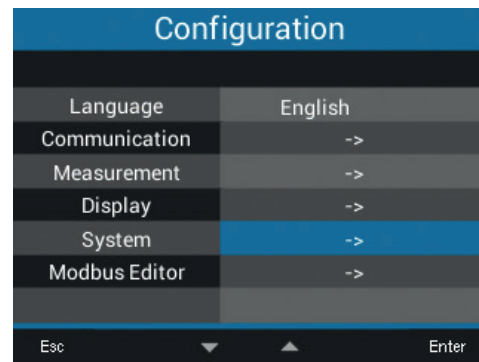 Configuration
Language English
Communication ->
Measurement ->
Display ->
System ->
Modbus Editor ->
Esc Enter